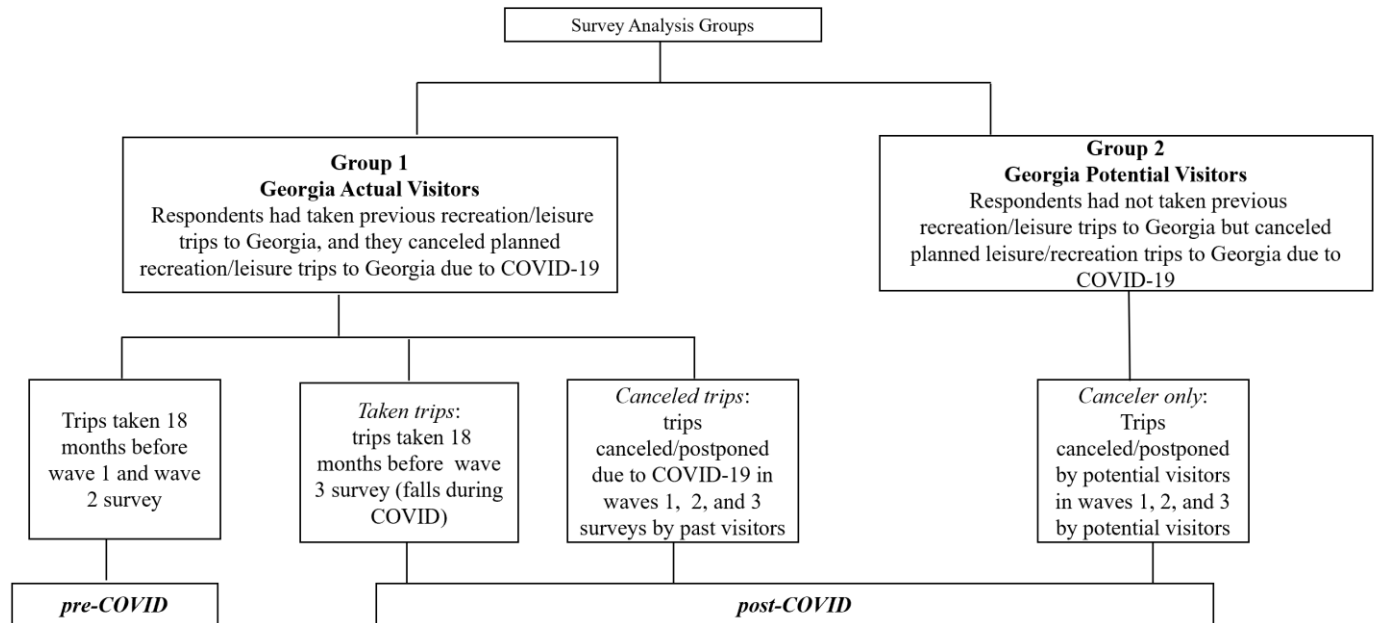 Survey Analysis Groups
Group 1
Georgia Actual Visitors
Respondents had taken previous recreation/leisure
trips to Georgia, and they canceled planned
recreation/leisure trips to Georgia due to COVID-19
Group 2
Georgia Potential Visitors
Respondents had not taken previous
recreation/leisure trips to Georgia but canceled
planned leisure/recreation trips to Georgia due to
COVID-19
Trips taken 18
months before
wave 1 and wave
2 survey
Taken trips:
trips taken 18
months before wave
3 survey (falls during
COVID)
Canceled trips:
trips
canceled/postponed
due to COVID-19 in
waves 1, 2, and 3
surveys by past visitors
Canceler only:
Trips
canceled/postponed
by potential visitors
in waves 1, 2, and 3
by potential visitors
pre-COVID
post-COVID